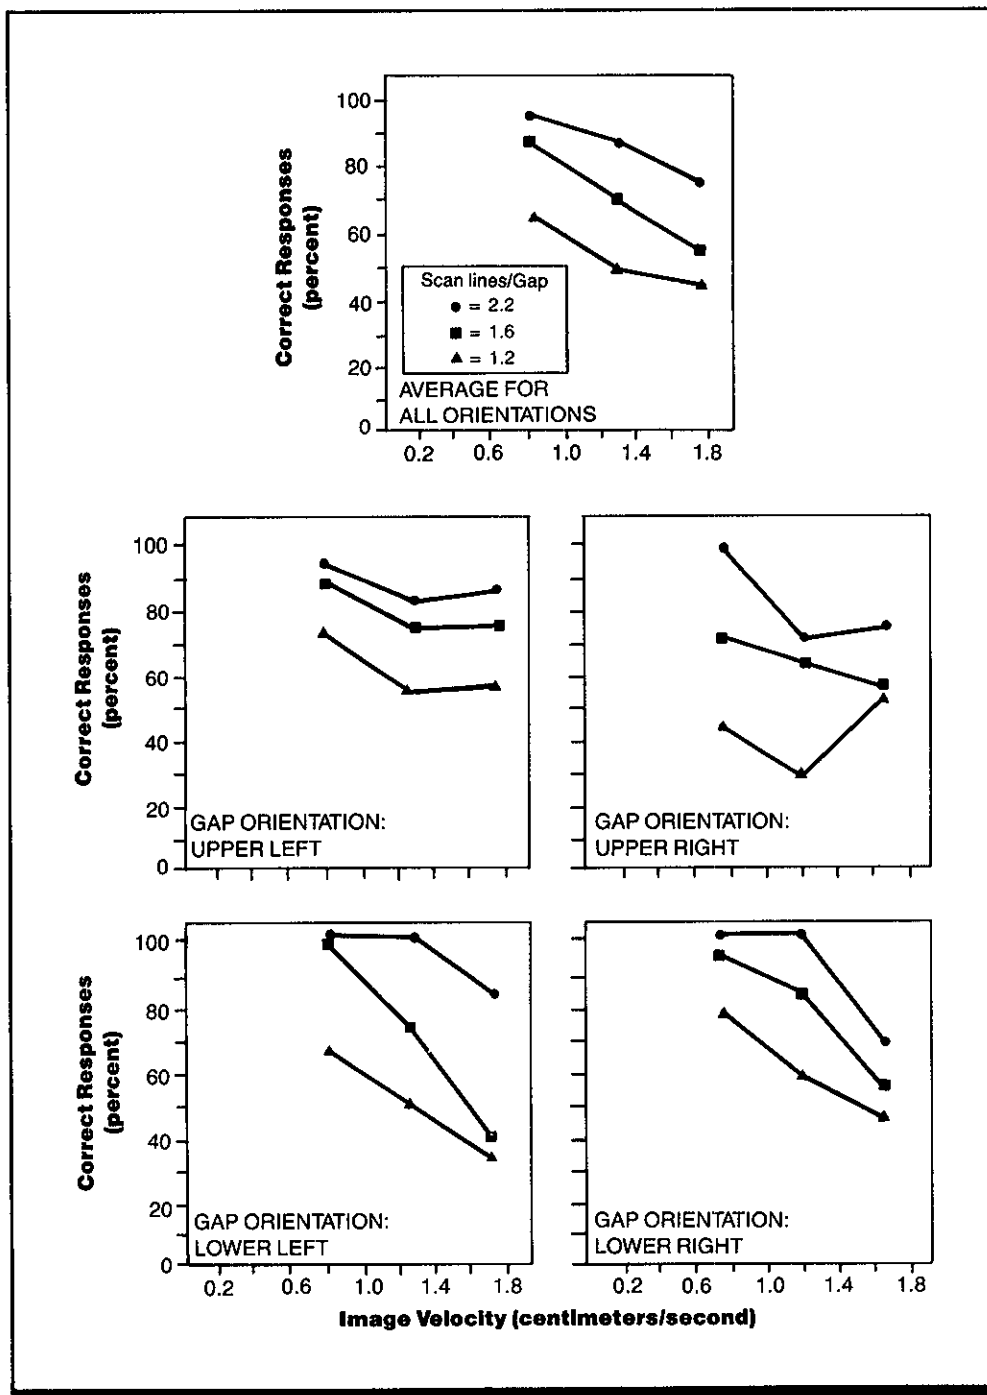 100
80
60
40
20
0
Correct Responses
(percent)
Scan lines/Gap
● = 2.2
■ = 1.6
▲ = 1.2
AVERAGE FOR
ALL ORIENTATIONS
0.2 0.6 1.0 1.4 1.8
100
80
60
40
20
0
Correct Responses
(percent)
GAP ORIENTATION:
UPPER LEFT
GAP ORIENTATION:
UPPER RIGHT
100
80
60
40
20
0
Correct Responses
(percent)
GAP ORIENTATION:
LOWER LEFT
GAP ORIENTATION:
LOWER RIGHT
0.2 0.6 1.0 1.4 1.8
0.2 0.6 1.0 1.4 1.8
Image Velocity (centimeters/second)